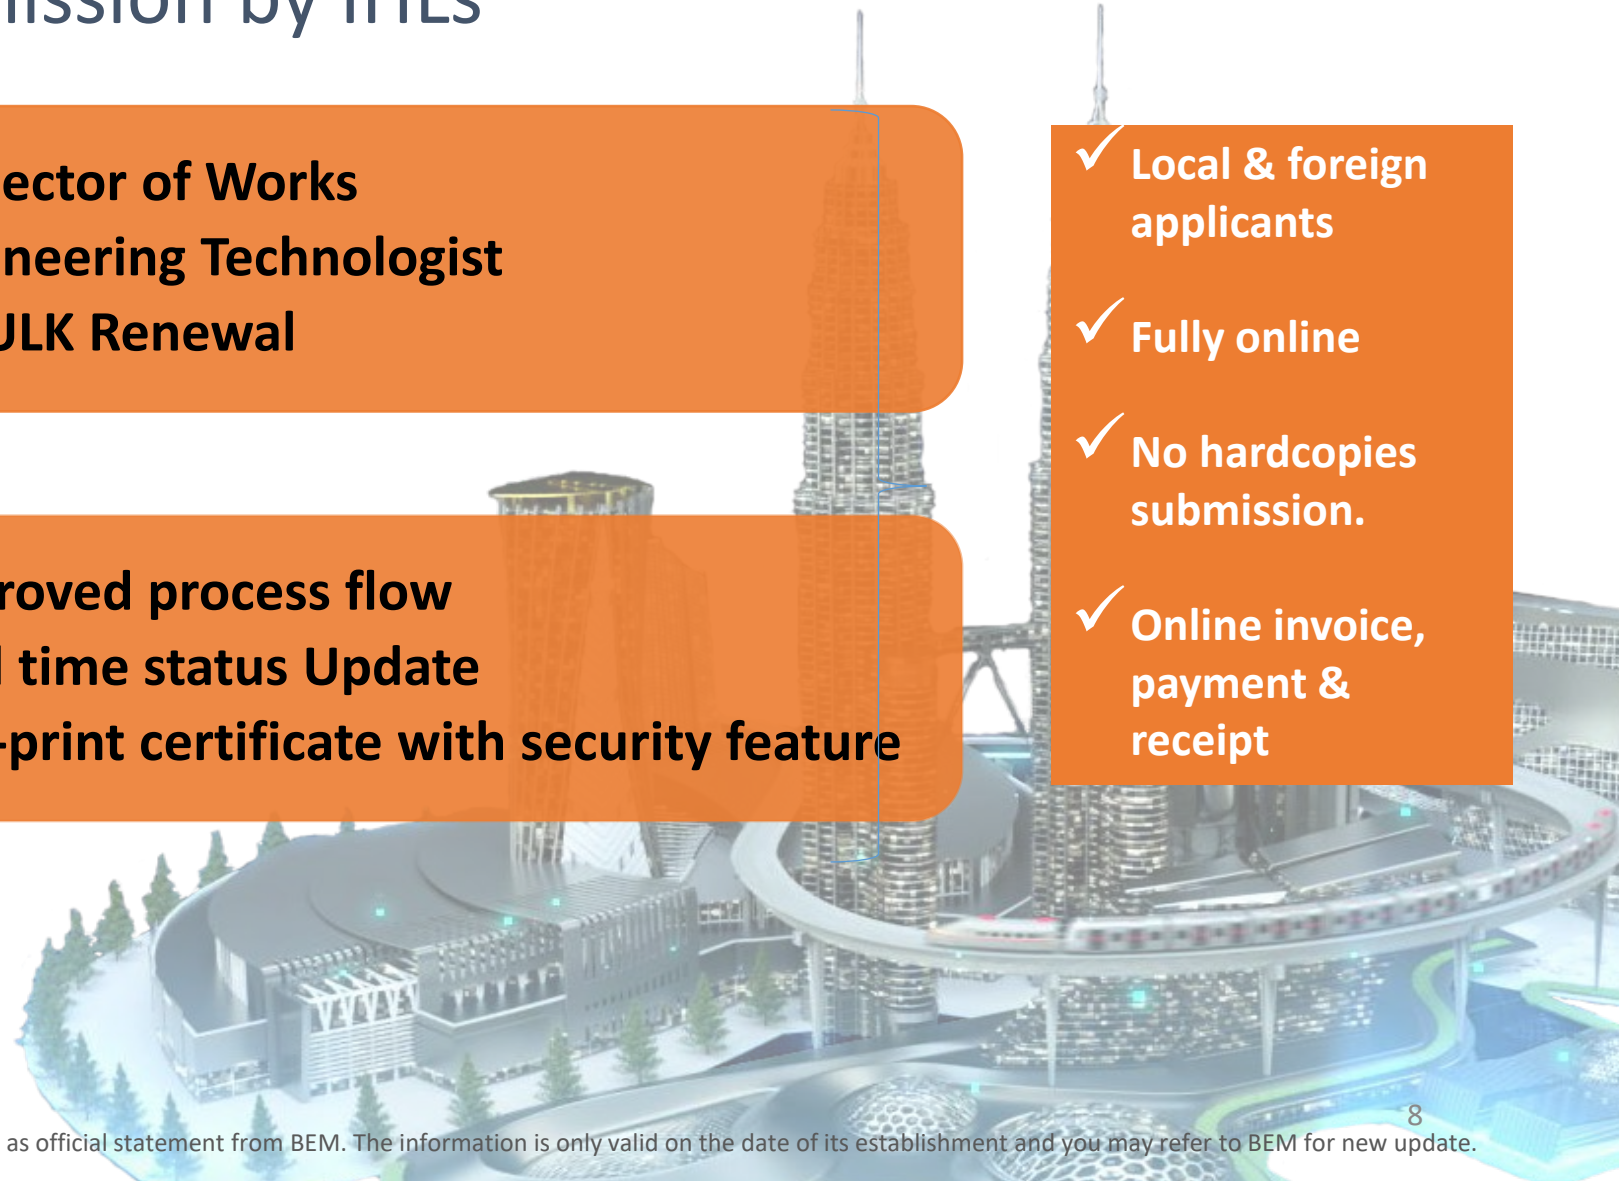 ission by IHLs
ector of Works
neering Technologist
ULK Renewal
roved process flow
l time status Update
-print certificate with security feature
✓ Local & foreign
applicants
✓ Fully online
✓ No hardcopies
submission.
✓ Online invoice,
payment &
receipt
8
as official statement from BEM. The information is only valid on the date of its establishment and you may refer to BEM for new update.